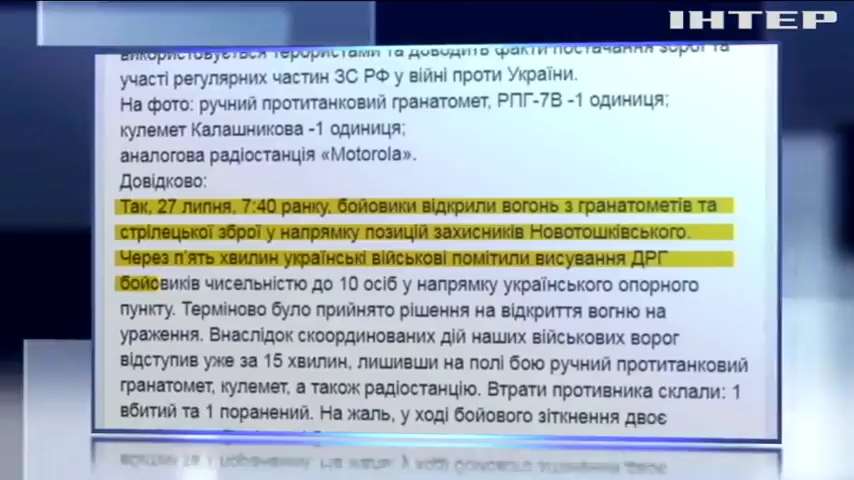 ІНТЕР
використовується терористами та доводить факти постачання зброї та
участі регулярних частин ЗС РФ у війні проти України.
На фото: ручний протитанковий гранатомет, РПГ-7В -1 одиниця;
кулемет Калашникова -1 одиниця;
аналогова радіостанція «Motorola».
Довідково:
Так, 27 липня, 7:40 ранку, бойовики відкрили вогонь з гранатометів та
стрілецької зброї у напрямку позицій захисників Новотошківського.
Через п'ять хвилин українські військові помітили висування ДРГ
бойовиків чисельністю до 10 осіб у напрямку українського опорного
пункту. Терміново було прийнято рішення на відкриття вогню на
ураження. Внаслідок скоординованих дій наших військових ворог
відступив уже за 15 хвилин, лишивши на полі бою ручний протитанковий
гранатомет, кулемет, а також радіостанцію. Втрати противника склали: 1
вбитий та 1 поранений. На жаль, у ході бойового зіткнення двоє